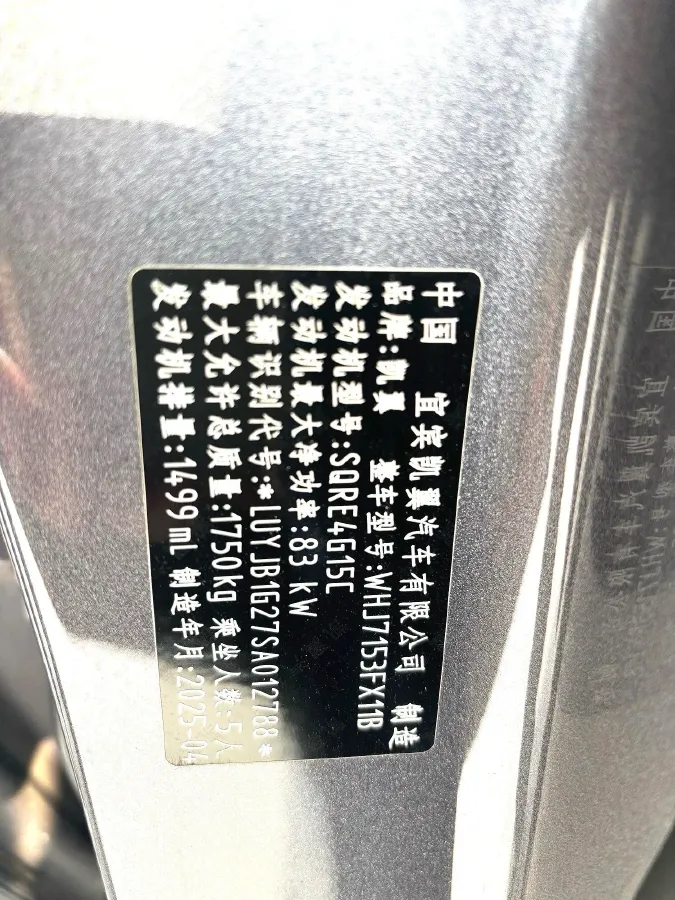 中国 宜宾凯翼汽车有限公司 制造
品牌:凯翼 整车型号:WHJ7153FX11B
发动机型号:SQRE4G15C
发动机最大净功率:83 kW
车辆识别代号:*LUYJB1G27SA012788*
最大允许总质量:1750kg 乘坐人数:5人
发动机排量:1499 mL 制造年月:2025-04